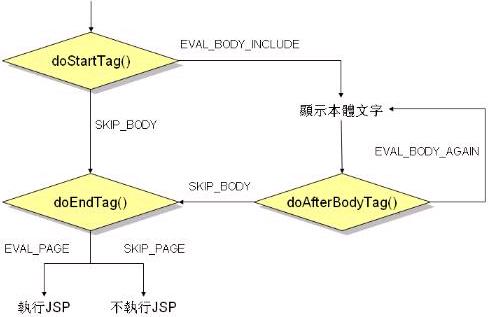 EVAL_BODY_INCLUDE
doStartTag()
顯示本體文字
SKIP_BODY
EVAL_BODY_AGAIN
SKIP_BODY
doEndTag()
doAfterBodyTag()
EVAL_PAGE
SKIP_PAGE
執行JSP
不執行JSP